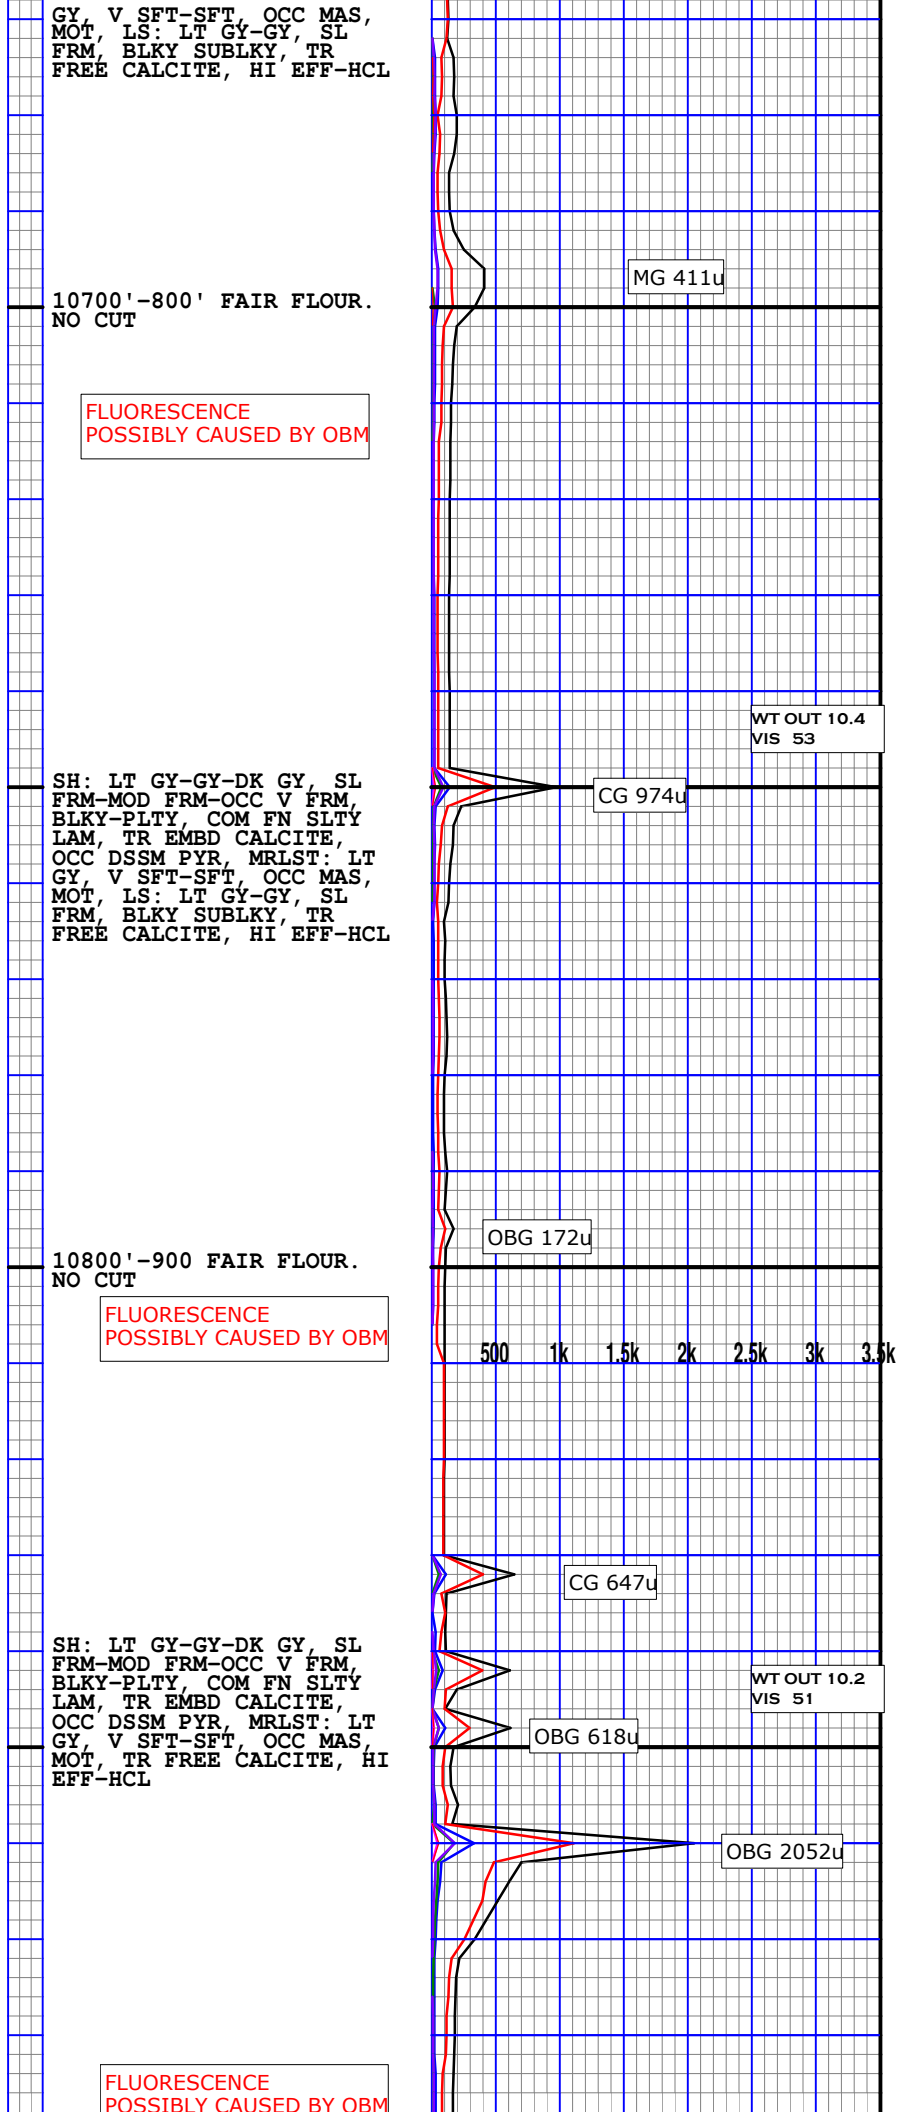 GY, V SFT-SFT, OCC MAS,
MOT, LS: LT GY-GY, SL
FRM, BLKY SUBLKY, TR
FREE CALCITE, HI EFF-HCL
MG 411u
10700'-800' FAIR FLOUR.
NO CUT
FLUORESCENCE
POSSIBLY CAUSED BY OBM
WT OUT 10.4
VIS 53
SH: LT GY-GY-DK GY, SL
FRM-MOD FRM-OCC V FRM,
BLKY-PLTY, COM FN SLTY
LAM, TR EMBD CALCITE,
OCC DSSM PYR, MRLST: LT
GY, V SFT-SFT, OCC MAS,
MOT, LS: LT GY-GY, SL
FRM, BLKY SUBLKY, TR
FREE CALCITE, HI EFF-HCL
CG 974u
OBG 172u
10800'-900 FAIR FLOUR.
NO CUT
FLUORESCENCE
POSSIBLY CAUSED BY OBM
500 1k 1.5k 2k 2.5k 3k 3.5k
CG 647u
SH: LT GY-GY-DK GY, SL
FRM-MOD FRM-OCC V FRM,
BLKY-PLTY, COM FN SLTY
LAM, TR EMBD CALCITE,
OCC DSSM PYR, MRLST: LT
GY, V SFT-SFT, OCC MAS,
MOT, TR FREE CALCITE, HI
EFF-HCL
WT OUT 10.2
VIS 51
OBG 618u
OBG 2052u
FLUORESCENCE
POSSIBLY CAUSED BY OBM